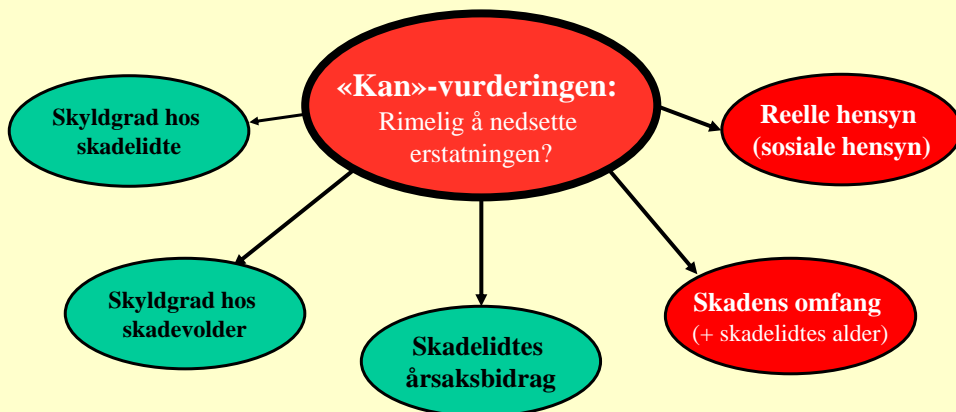 «Kan»-vurderingen:
Rimelig å nedsette
erstatningen?
Skyldgrad hos
skadelidte
Reelle hensyn
(sosiale hensyn)
Skyldgrad hos
skadevolder
Skadelidtes
årsaksbidrag
Skadens omfang
(+ skadelidtes alder)